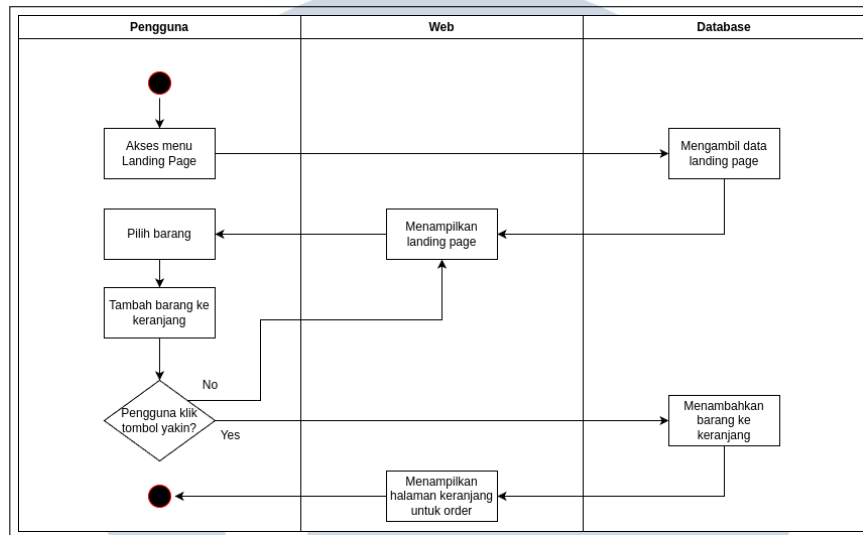 Pengguna
Web
Database
Akses menu
Landing Page
Mengambil data
landing page
Pilih barang
Menampilkan
landing page
Tambah barang ke
keranjang
No
Pengguna klik
tombol yakin?
Yes
Menambahkan
barang ke
keranjang
Menampilkan
halaman keranjang
untuk order